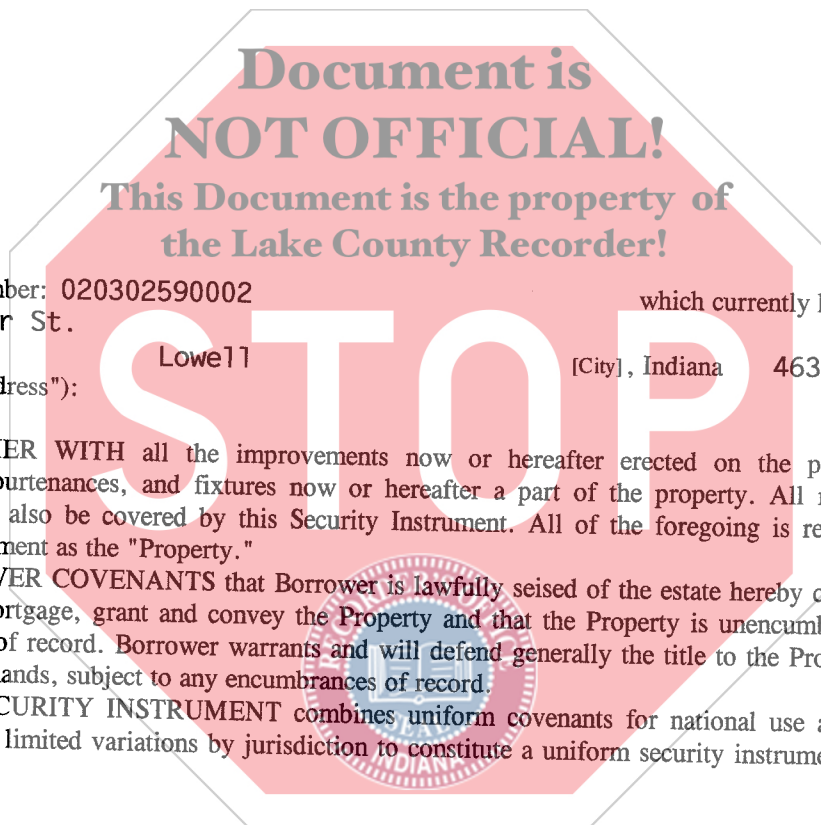 Document is
NOT OFFICIAL!
This Document is the property of
the Lake County Recorder!
nber: 020302590002 which currently
r St.
Lowell [City], Indiana 463
dress"):
STOP
ER WITH all the improvements now or hereafter erected on the p
purtenances, and fixtures now or hereafter a part of the property. All
also be covered by this Security Instrument. All of the foregoing is re
ment as the "Property."
VER COVENANTS that Borrower is lawfully seised of the estate hereby
ortgage, grant and convey the Property and that the Property is unencumb
of record. Borrower warrants and will defend generally the title to the Pro
ands, subject to any encumbrances of record.
CURITY INSTRUMENT combines uniform covenants for national use a
limited variations by jurisdiction to constitute a uniform security instrume
SEAL
INDIANA